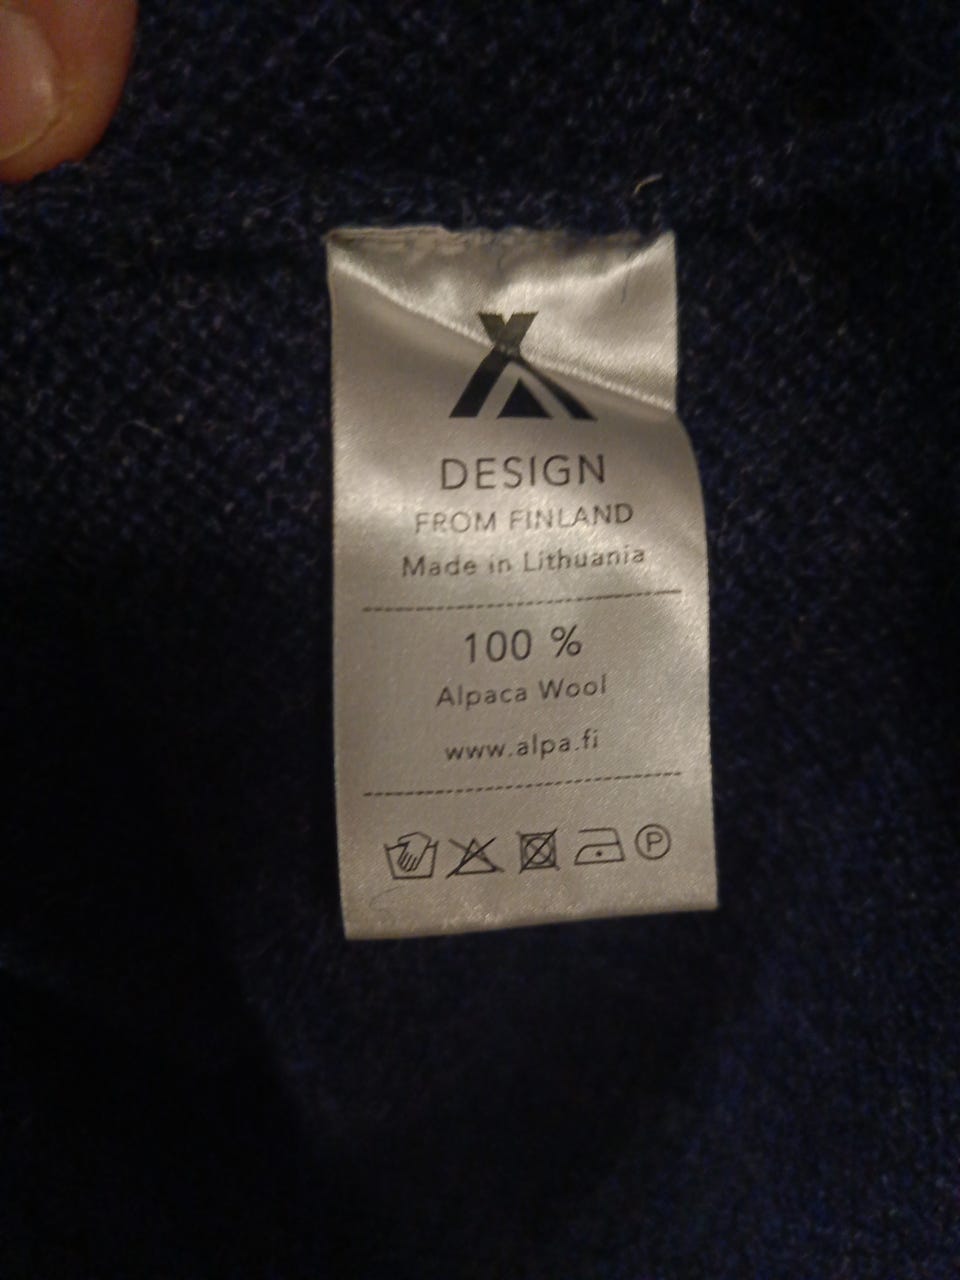 DESIGN
FROM FINLAND
Made in Lithuania
100 %
Alpaca Wool
www.alpa.fi
P